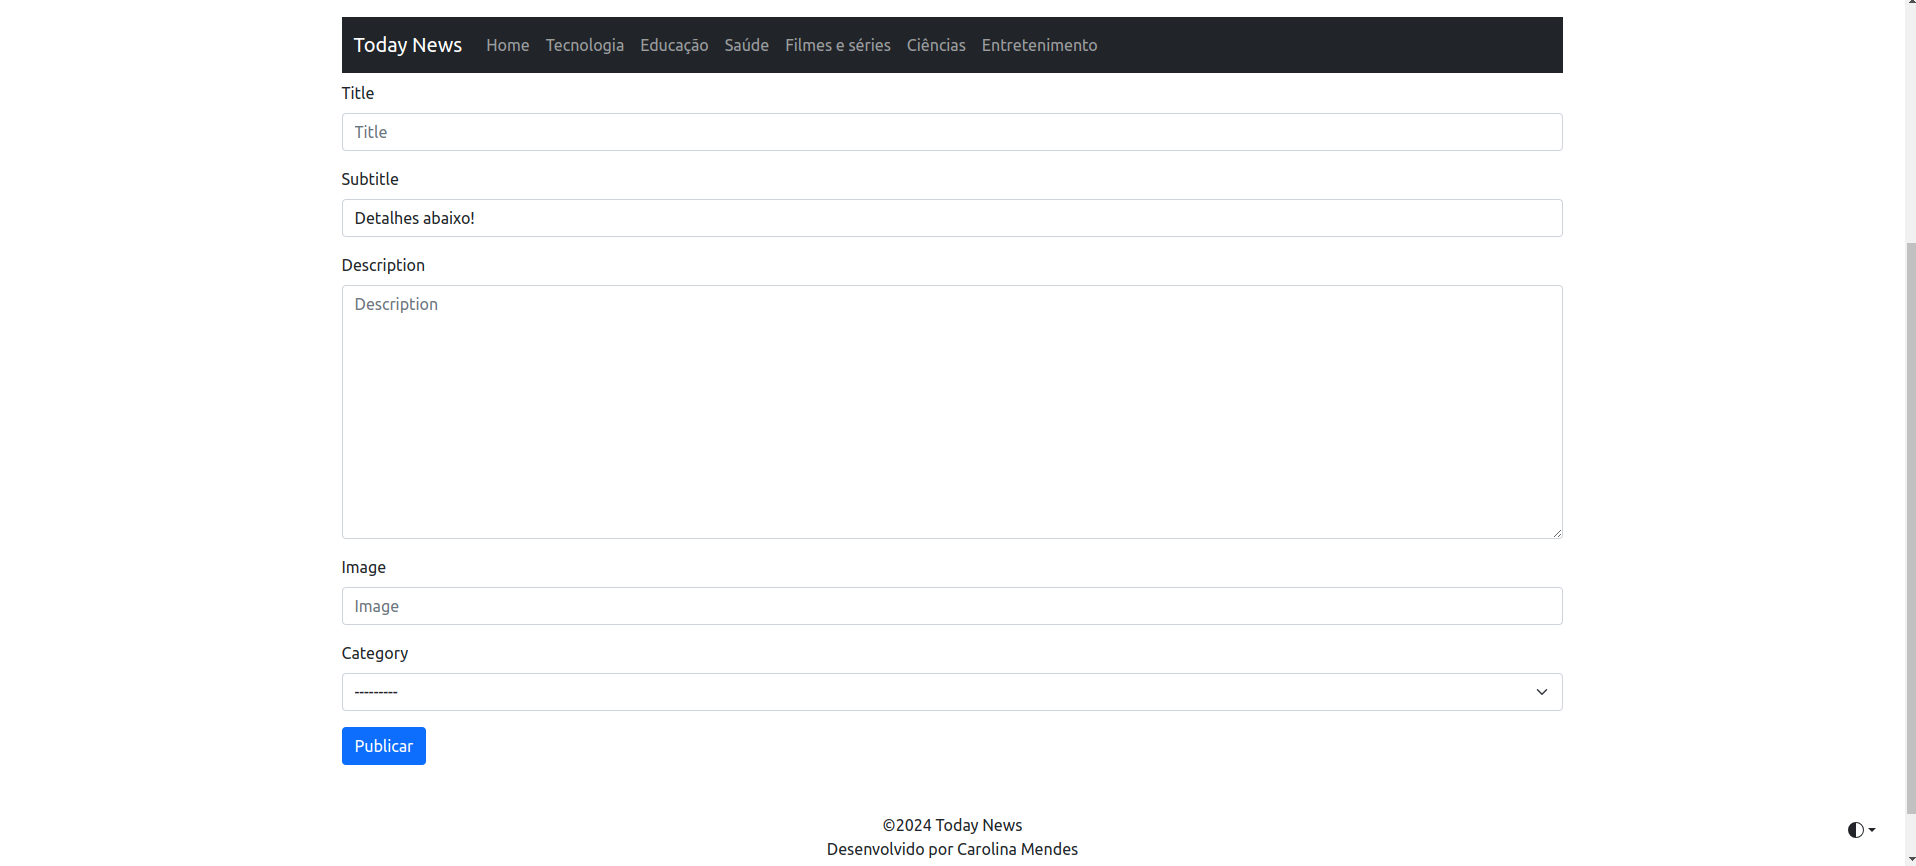 Today News Home Tecnologia Educação Saúde Filmes e séries Ciências Entretenimento
Title
Title
Subtitle
Detalhes abaixo!
Description
Description
Image
Image
Category
---------
Publicar
©2024 Today News
Desenvolvido por Carolina Mendes